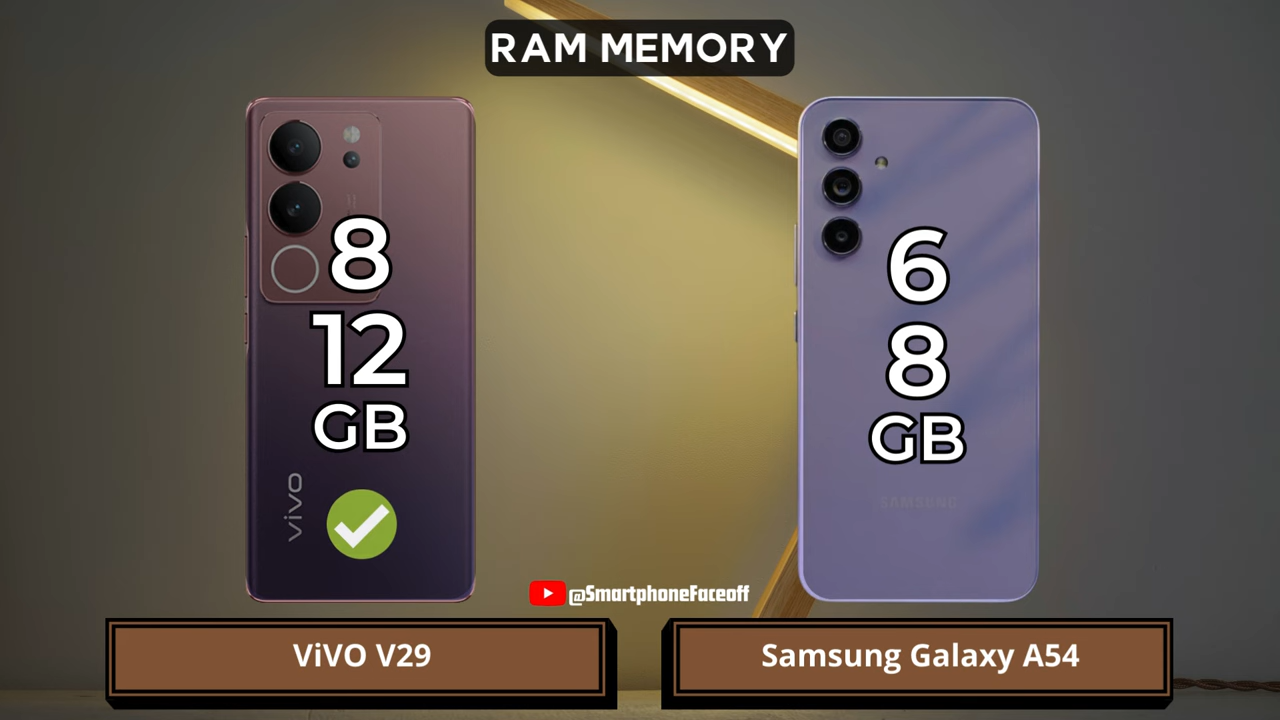 RAM MEMORY
8
12
GB
vivo
6
8
GB
SAMSUNG
@SmartphoneFaceoff
ViVO V29
Samsung Galaxy A54